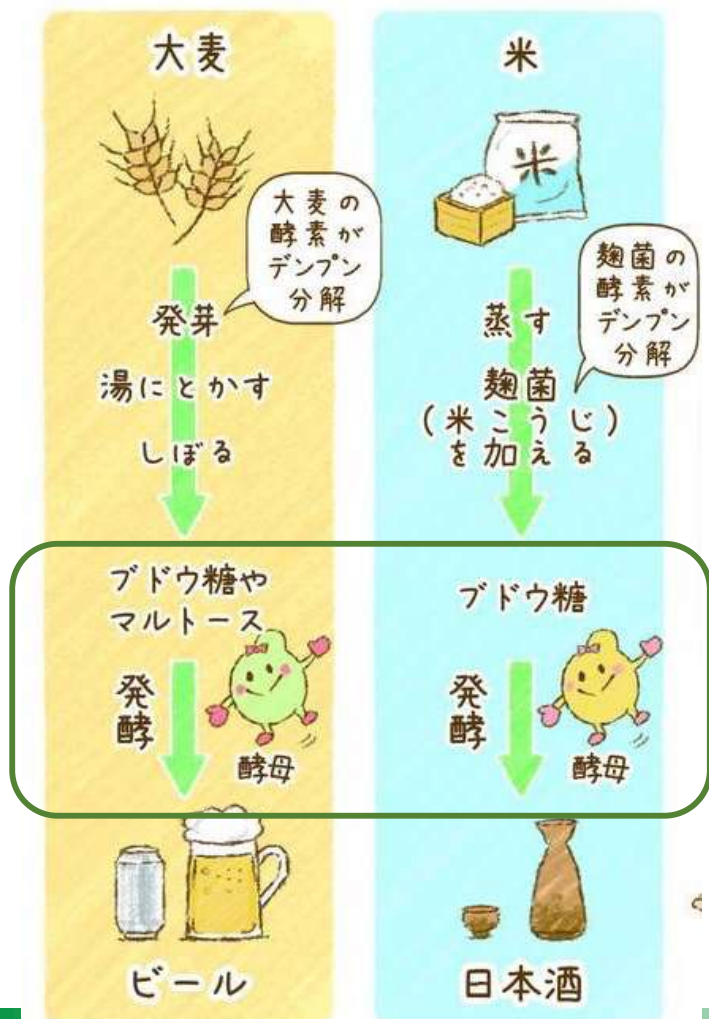 大麦
大麦の
酵素が
デンプン
分解
発芽
湯にとかす
しぼる
ブドウ糖や
マルトース
発酵
酵母
ビール
米
米
麹菌の
酵素が
デンプン
分解
蒸す
麹菌
(米こうじ)
を加える
ブドウ糖
発酵
酵母
日本酒